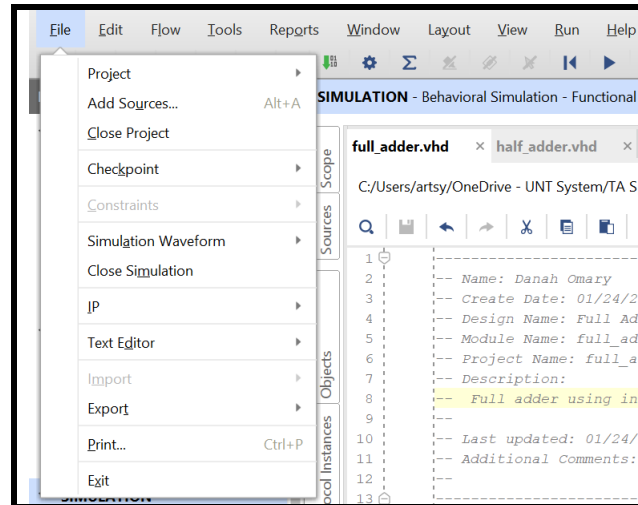 File Edit Flow Tools Reports Window Layout View Run Help
Project
Add Sources... Alt+A
Close Project
Checkpoint
Constraints
Simulation Waveform
Close Simulation
IP
Text Editor
Import
Export
Print... Ctrl+P
Exit
SIMULATION
SIMULATION - Behavioral Simulation - Functional
Scope
Sources
Objects
ocol Instances
full_adder.vhd × half_adder.vhd ×
C:/Users/artsy/OneDrive - UNT System/TA S
1 ----------------------
2 -- Name: Danah Omary
3 -- Create Date: 01/24/2
4 -- Design Name: Full Ad
5 -- Module Name: full_ad
6 -- Project Name: full_a
7 -- Description:
8 -- Full adder using in
9 --
10 -- Last updated: 01/24/
11 -- Additional Comments:
12 --
13 ----------------------